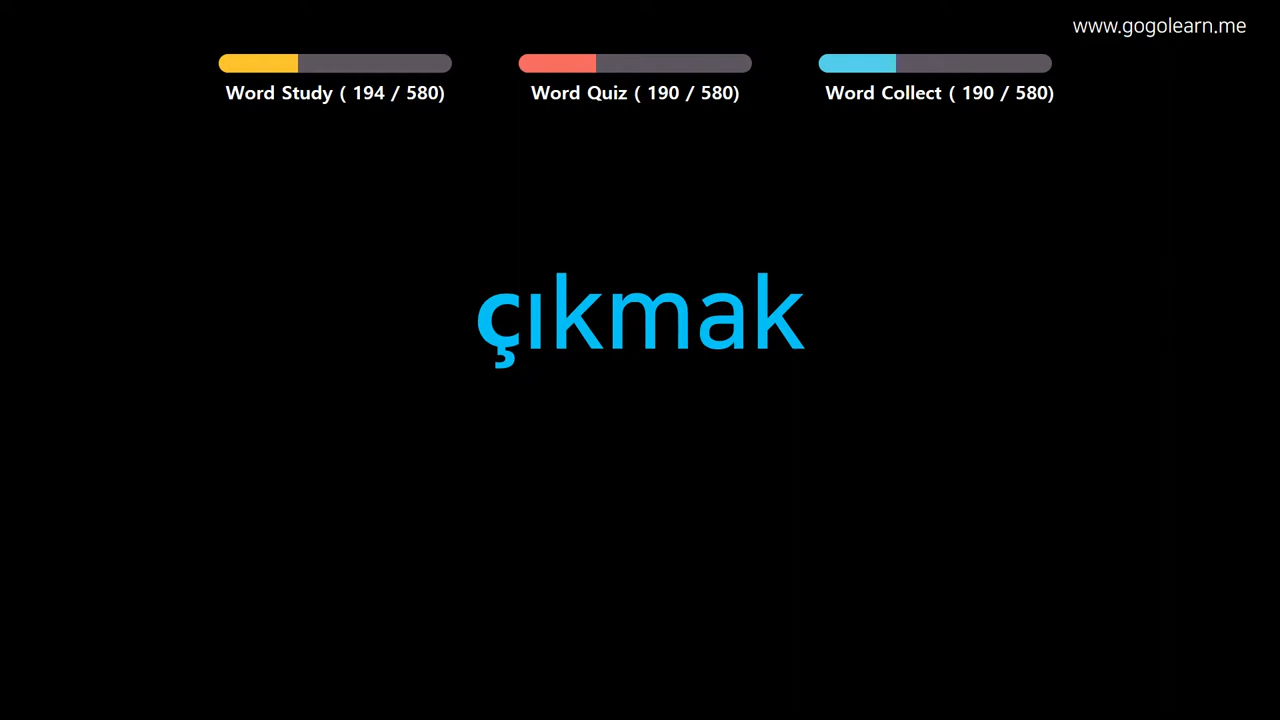 www.gogolearn.me
Word Study ( 194 / 580)
Word Quiz ( 190 / 580)
Word Collect ( 190 / 580)
çıkmak